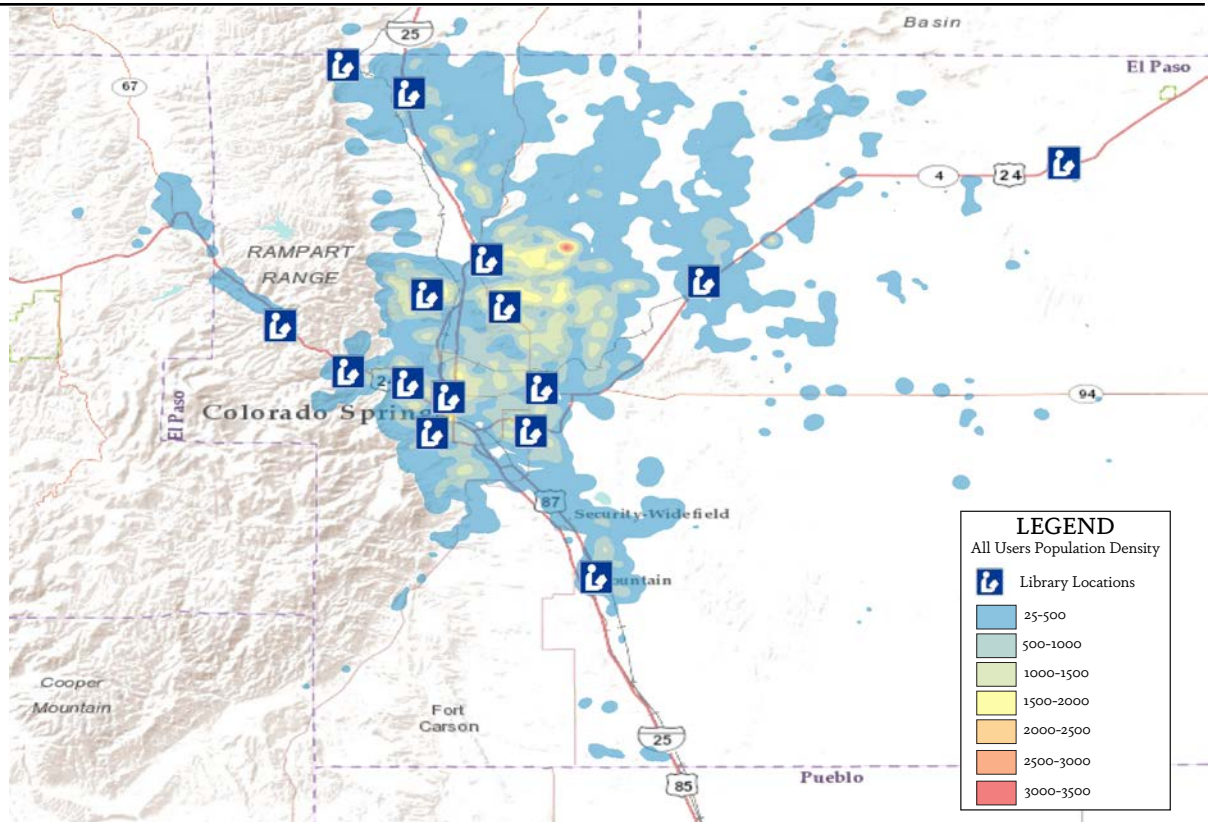 Basin
25
El Paso
67
4
24
RAMPART
RANGE
2
Colorado Spring
94
El Paso
87
Security-Widefield
ountain
LEGEND
All Users Population Density
Library Locations
25-500
500-1000
1000-1500
1500-2000
2000-2500
2500-3000
3000-3500
Cooper
Mountain
Fort
Carson
25
Pueblo
85